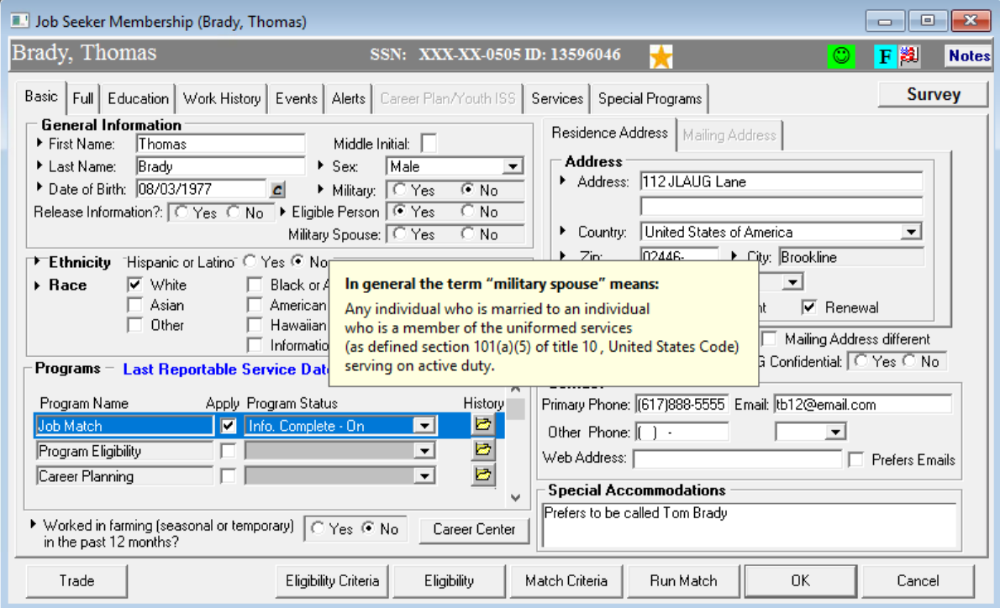 Job Seeker Membership (Brady, Thomas)
Brady, Thomas SSN: XXX-XX-0505 ID: 13596046 F Notes
Basic Full Education Work History Events Alerts Career Plan/Youth ISS Services Special Programs Survey
General Information
First Name: Thomas Middle Initial:
Last Name: Brady Sex: Male
Date of Birth: 08/03/1977 c Military: Yes No
Release Information?: Yes No Eligible Person Yes No
Military Spouse: Yes No
Ethnicity Hispanic or Latino Yes No
Race White Black or
Asian American
Other Hawaiian
Residence Address Mailing Address
Address
Address: 112 JLAUG Lane
Country: United States of America
Zip: 02446- City: Brookline
Renewal
Mailing Address different
Confidential: Yes No
In general the term “military spouse” means:
Any individual who is married to an individual
who is a member of the uniformed services
(as defined section 101(a)(5) of title 10 , United States Code)
serving on active duty.
Programs Last Reportable Service Date
Program Name Apply Program Status History
Job Match Info. Complete - On
Program Eligibility
Career Planning
Worked in farming (seasonal or temporary)
in the past 12 months? Yes No Career Center
Primary Phone: (617)888-5555 Email: tb12@email.com
Other Phone: ( ) -
Web Address: Prefers Emails
Special Accommodations
Prefers to be called Tom Brady
Trade Eligibility Criteria Eligibility Match Criteria Run Match OK Cancel